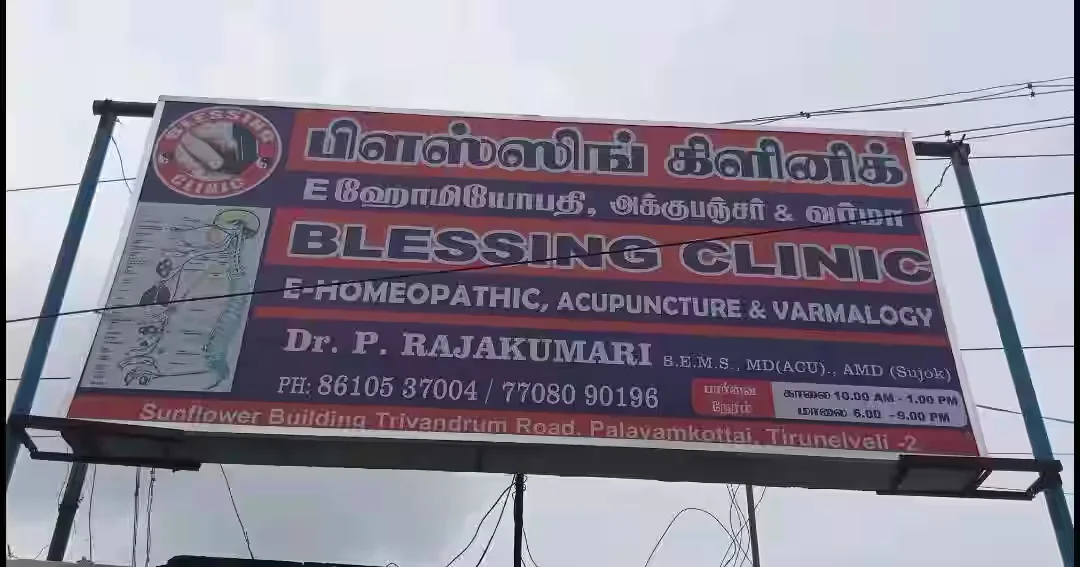 BLESSING CLINIC
பிளஸ்ஸிங் கிளினிக்
E ஹோமியோபதி, அக்குபஞ்சர் & வர்மா
BLESSING CLINIC
E-HOMEOPATHIC, ACUPUNCTURE & VARMALOGY
Dr. P. RAJAKUMARI B.E.M.S., MD(ACU)., AMD (Sujok)
PH: 86105 37004 / 77080 90196
பார்வை நேரம்
காலை 10.00 AM - 1.00 PM
மாலை 6.00 - 9.00 PM
Sunflower Building Trivandrum Road, Palayamkottai, Tirunelveli -2